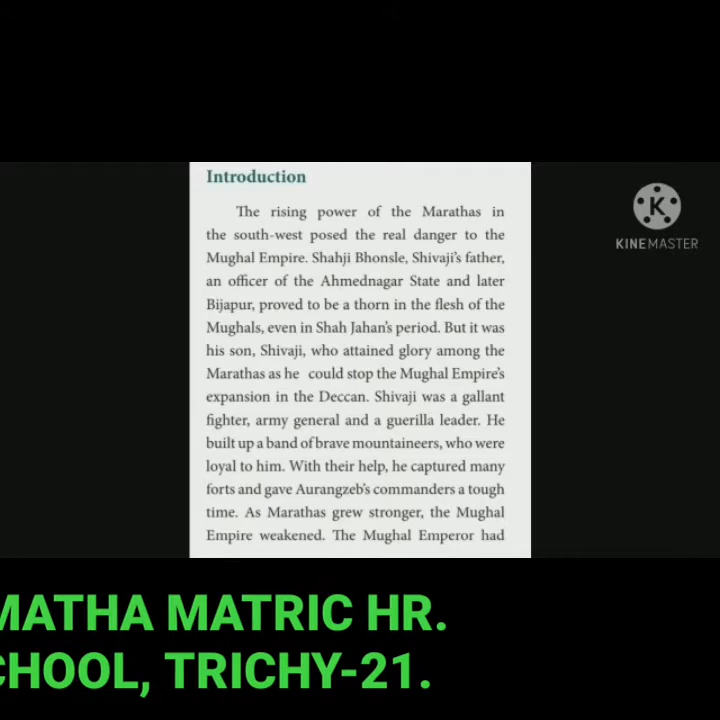 Introduction
The rising power of the Marathas in
the south-west posed the real danger to the
Mughal Empire. Shahji Bhonsle, Shivaji's father,
an officer of the Ahmednagar State and later
Bijapur, proved to be a thorn in the flesh of the
Mughals, even in Shah Jahan's period. But it was
his son, Shivaji, who attained glory among the
Marathas as he could stop the Mughal Empire's
expansion in the Deccan. Shivaji was a gallant
fighter, army general and a guerilla leader. He
built up a band of brave mountaineers, who were
loyal to him. With their help, he captured many
forts and gave Aurangzeb's commanders a tough
time. As Marathas grew stronger, the Mughal
Empire weakened. The Mughal Emperor had
K
KINEMASTER
MATHA MATRIC HR.
CHOOL, TRICHY-21.